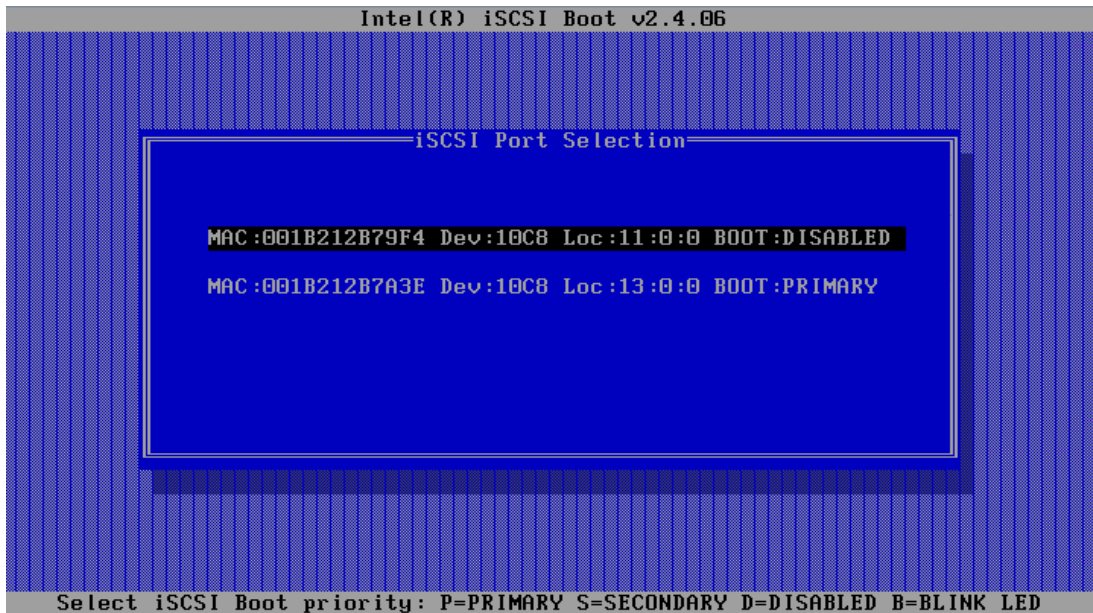 Intel(R) iSCSI Boot v2.4.06
iSCSI Port Selection
MAC:001B212B79F4 Dev:10C8 Loc:11:0:0 BOOT:DISABLED
MAC:001B212B7A3E Dev:10C8 Loc:13:0:0 BOOT:PRIMARY
Select iSCSI Boot priority: P=PRIMARY S=SECONDARY D=DISABLED B=BLINK LED